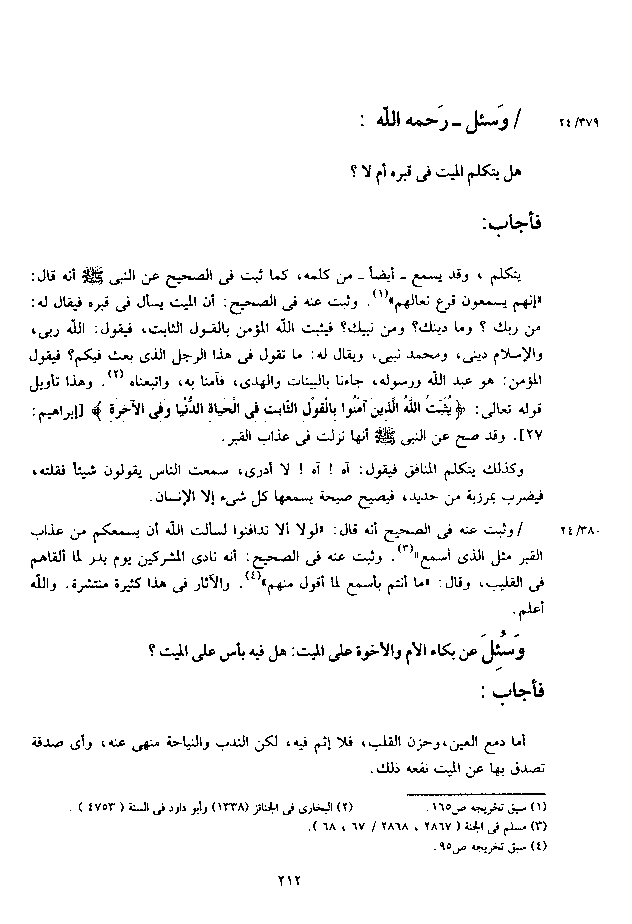 ٢٤/٣٧٩ / وَسئل ـ رَحمه الله :
هل يتكلم الميت فى قبره أم لا ؟
فأجاب :
يتكلم ، وقد يسمع ـ أيضاً ـ من كلمه، كما ثبت فى الصحيح عن النبى ﷺ أنه قال:
«إنهم يسمعون قرع نعالهم»(١). وثبت عنه فى الصحيح: أن الميت يسأل فى قبره فيقال له:
من ربك ؟ وما دينك؟ ومن نبيك؟ فيثبت الله المؤمن بالقول الثابت، فيقول: الله ربى،
والإسلام دينى، ومحمد نبيى، ويقال له: ما تقول فى هذا الرجل الذى بعث فيكم؟ فيقول
المؤمن: هو عبد الله ورسوله، جاءنا بالبينات والهدى، فآمنا به، واتبعناه (٢). وهذا تأويل
قوله تعالى: ﴿ يُثَبِّتُ اللَّهُ الَّذِينَ آمَنُوا بِالْقَوْلِ الثَّابِتِ فِي الْحَيَاةِ الدُّنْيَا وَفِي الآخِرَةِ ﴾ [إبراهيم:
٢٧]. وقد صح عن النبى ﷺ أنها نزلت فى عذاب القبر.
وكذلك يتكلم المنافق فيقول: آه ! آه ! لا أدرى، سمعت الناس يقولون شيئاً فقلته،
فيضرب بمرزبة من حديد، فيصيح صيحة يسمعها كل شىء إلا الإنسان.
٢٤/٣٨٠ / وثبت عنه فى الصحيح أنه قال: «لولا ألا تدافنوا لسألت الله أن يسمعكم من عذاب
القبر مثل الذى أسمع»(٣). وثبت عنه فى الصحيح: أنه نادى المشركين يوم بدر لما ألقاهم
فى القليب، وقال: «ما أنتم بأسمع لما أقول منهم»(٤). والآثار فى هذا كثيرة منتشرة. والله
أعلم.
وَسُئِلَ عن بكاء الأم والأخوة على الميت: هل فيه بأس على الميت ؟
فأجاب :
أما دمع العين،وحزن القلب، فلا إثم فيه، لكن الندب والنياحة منهى عنه، وأى صدقة
تصدق بها عن الميت نفعه ذلك.
(١) سبق تخريجه ص١٦٥. (٢) البخارى فى الجنائز (١٣٣٨) وأبو داود فى السنة ( ٤٧٥٣ ) .
(٣) مسلم فى الجنة ( ٢٨٦٧ ، ٢٨٦٨ / ٦٧ ، ٦٨ ).
(٤) سبق تخريجه ص٩٥.
٢١٢